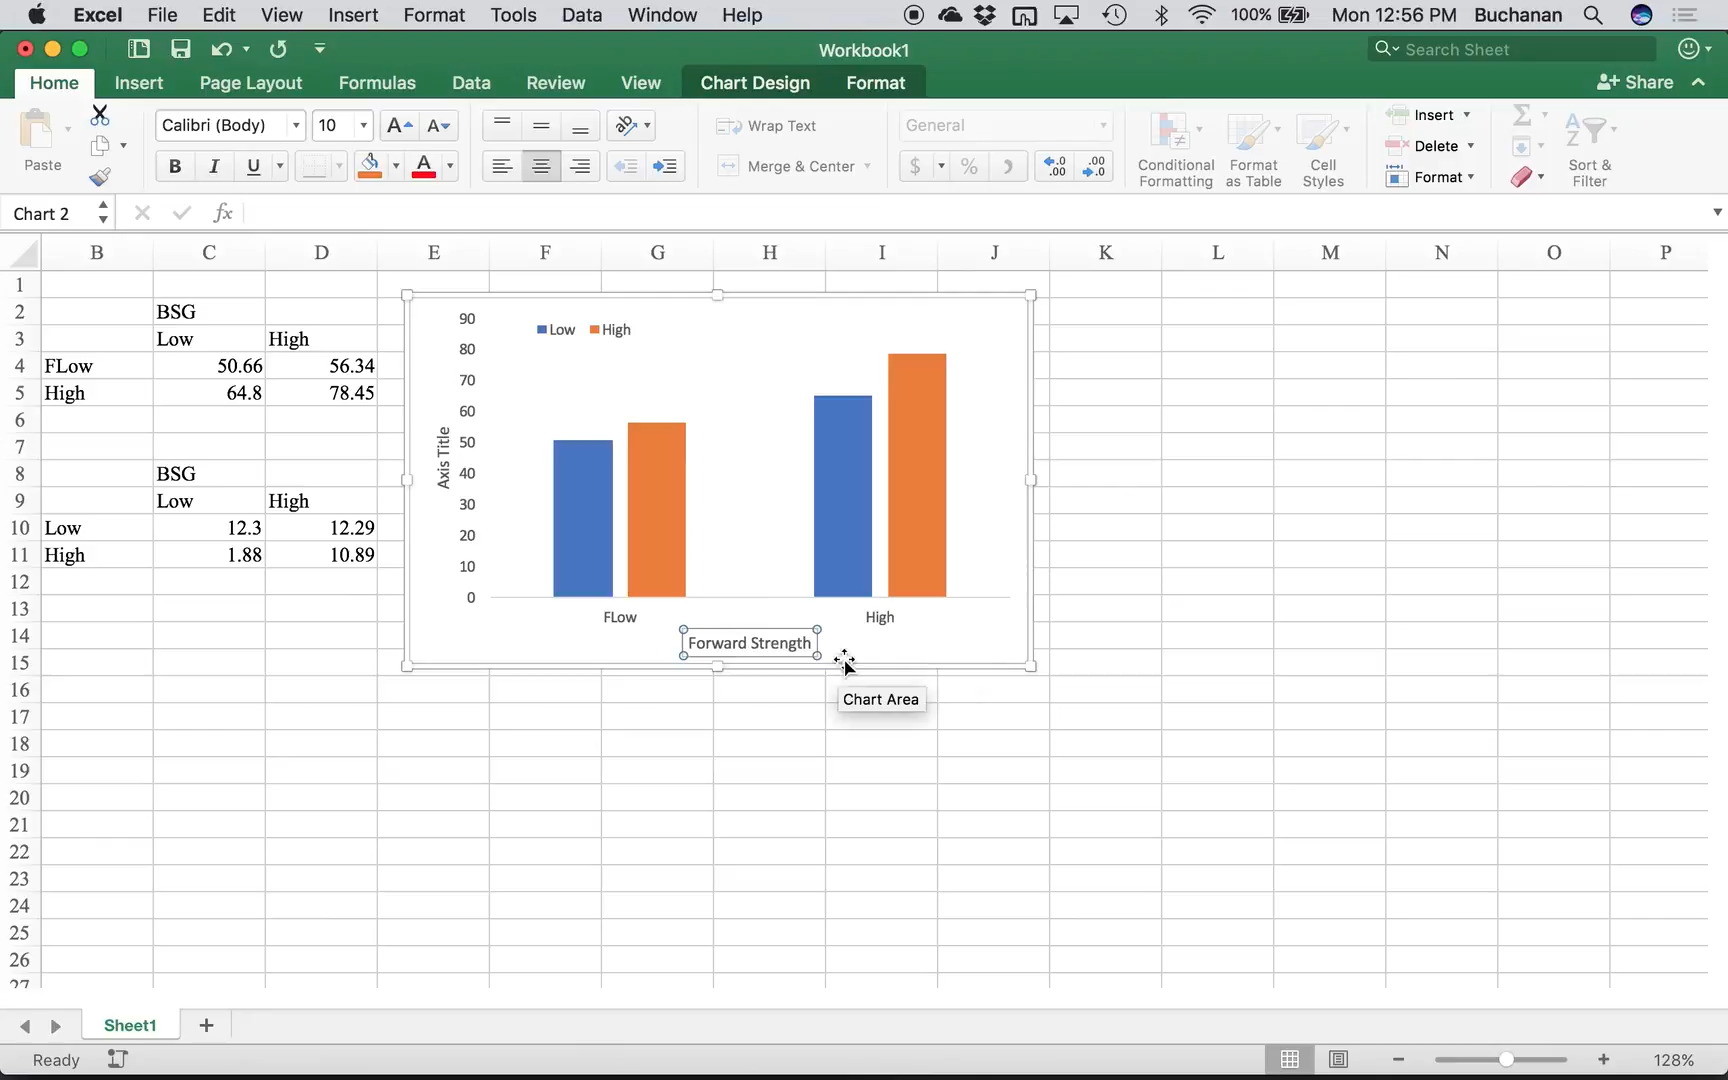 Excel File Edit View Insert Format Tools Data Window Help 100% Mon 12:56 PM Buchanan
Workbook1
Search Sheet
Home Insert Page Layout Formulas Data Review View Chart Design Format Share
Paste
Calibri (Body) 10 A A
Wrap Text
General
B I U A
Merge & Center
$ % .0 .00 .00 .0
Conditional Formatting
Format as Table
Cell Styles
Insert
Delete
Format
Sort & Filter
Chart 2 fx
B C D E F G H I J K L M N O P
1
2 BSG
3 Low High
4 FLow 50.66 56.34
5 High 64.8 78.45
6
7
8 BSG
9 Low High
10 Low 12.3 12.29
11 High 1.88 10.89
12
13
14
15
16
17
18
19
20
21
22
23
24
25
26
27
Low High
90
80
70
60
50
40
30
20
10
0
Axis Title
FLow High
Forward Strength
Chart Area
Sheet1
Ready 128%